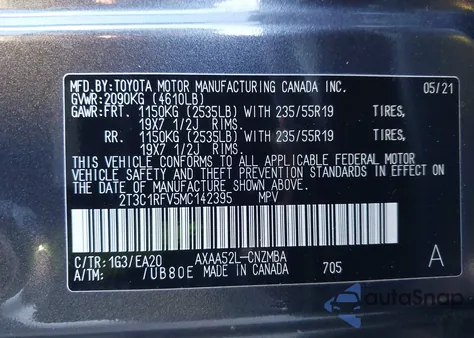 MFD.BY:TOYOTA MOTOR MANUFACTURING CANADA INC. 05/21
GVWR:2090KG (4610LB)
GAWR:FRT. 1150KG (2535LB) WITH 235/55R19 TIRES,
19X7 1/2J RIMS.
RR. 1150KG (2535LB) WITH 235/55R19 TIRES,
19X7 1/2J RIMS.
THIS VEHICLE CONFORMS TO ALL APPLICABLE FEDERAL MOTOR
VEHICLE SAFETY AND THEFT PREVENTION STANDARDS IN EFFECT ON
THE DATE OF MANUFACTURE SHOWN ABOVE.
2T3C1RFV5MC142395 MPV
C/TR:1G3/EA20 AXAA52L-CNZMBA A
A/TM: /UB80E MADE IN CANADA 705
autoSnap